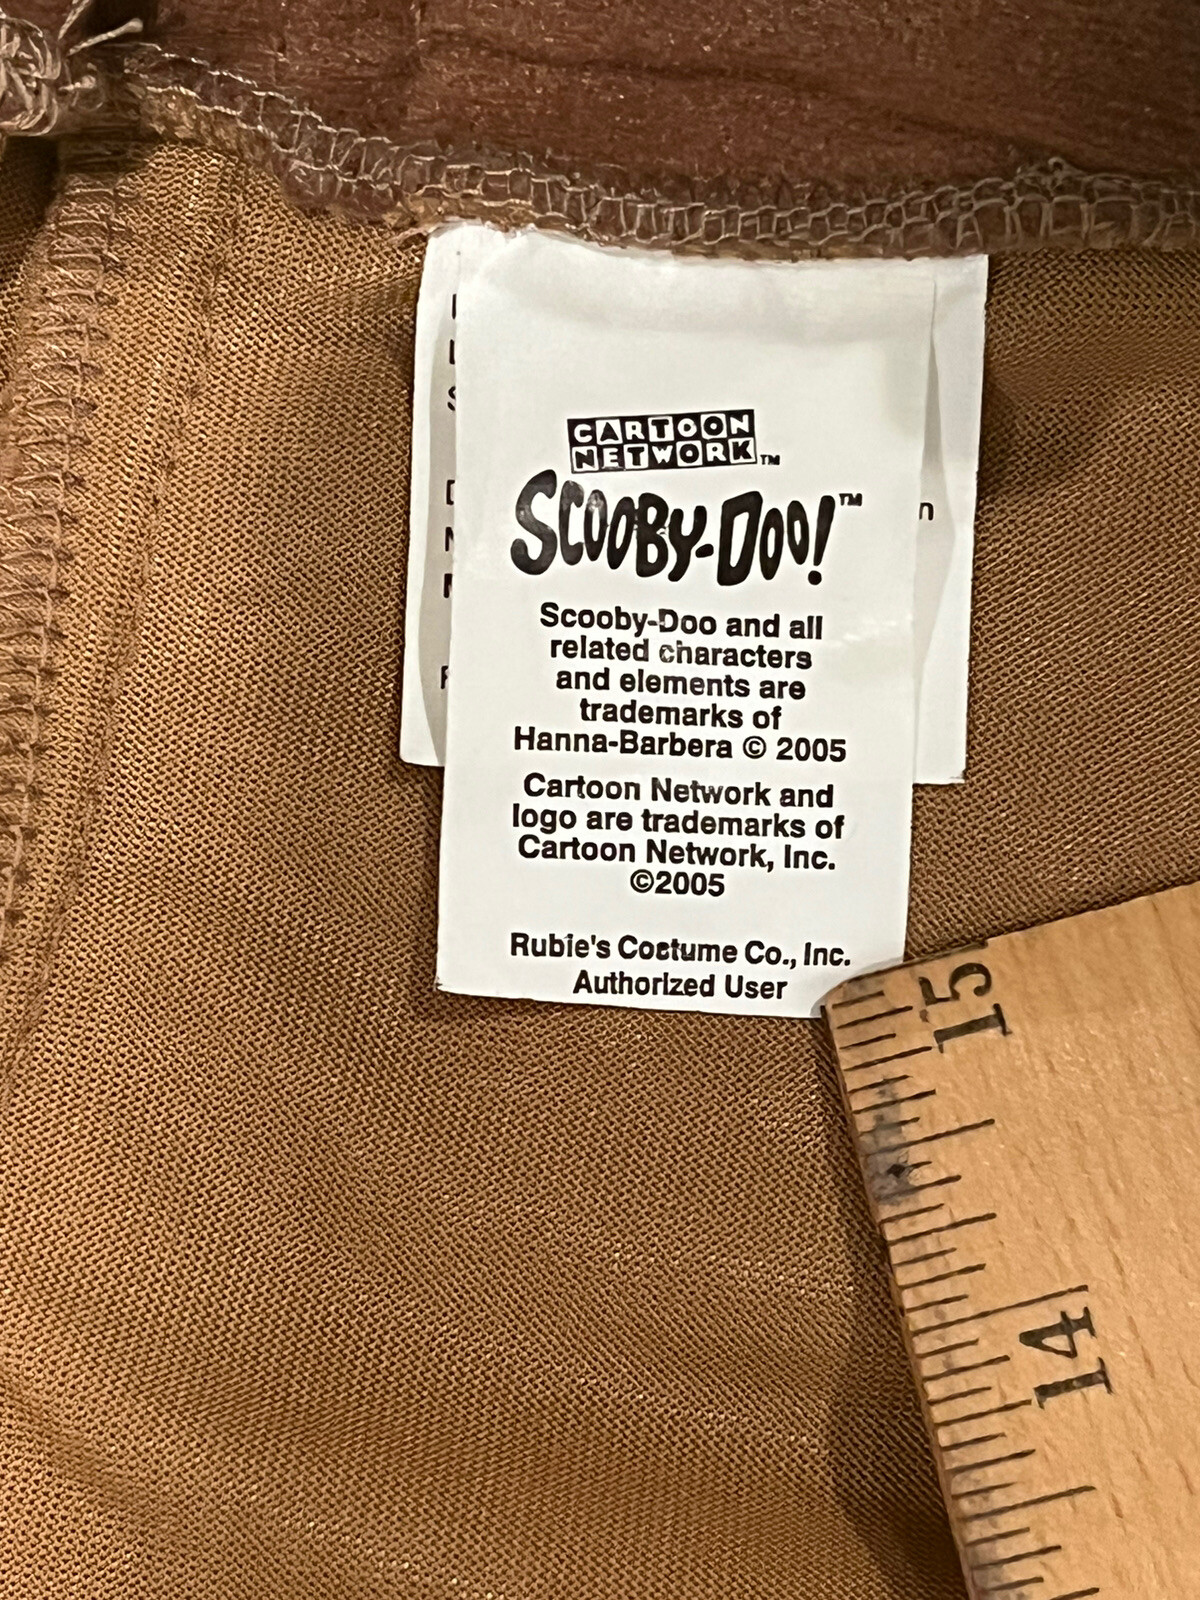 CARTOON
NETWORK™
SCOOBY-DOO!™
Scooby-Doo and all
related characters
and elements are
trademarks of
Hanna-Barbera © 2005
Cartoon Network and
logo are trademarks of
Cartoon Network, Inc.
©2005
Rubie's Costume Co., Inc.
Authorized User
n
15
14